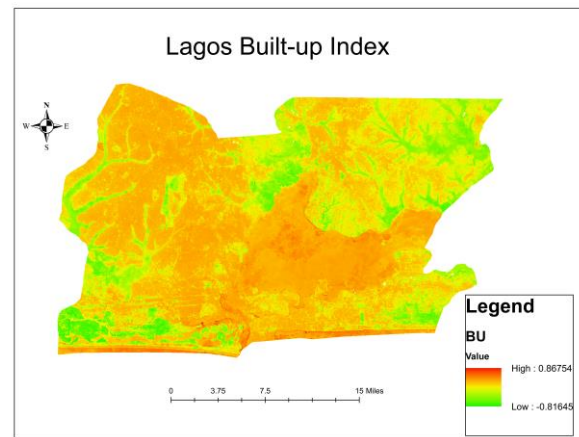 Lagos Built-up Index
N
W E
S
Legend
BU
Value
High : 0.86754
Low : -0.81645
0 3.75 7.5 15 Miles